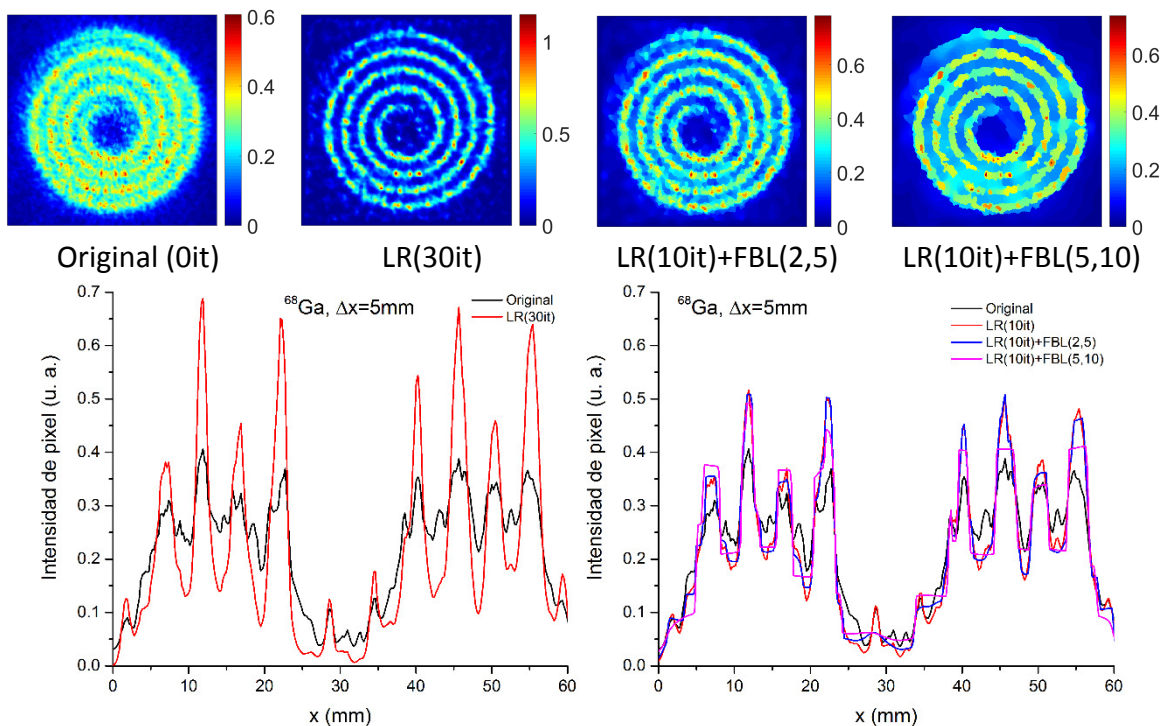 0.6
0.4
0.2
0
1
0.5
0
0.6
0.4
0.2
0
0.6
0.4
0.2
0
Original (0it)
LR(30it)
LR(10it)+FBL(2,5)
LR(10it)+FBL(5,10)
0.7
0.6
0.5
0.4
0.3
0.2
0.1
0.0
Intensidad de pixel (u. a.)
⁶⁸Ga, Δx=5mm
Original
LR(30it)
0 10 20 30 40 50 60
x (mm)
0.7
0.6
0.5
0.4
0.3
0.2
0.1
0.0
Intensidad de pixel (u. a.)
⁶⁸Ga, Δx=5mm
Original
LR(10it)
LR(10it)+FBL(2,5)
LR(10it)+FBL(5,10)
0 10 20 30 40 50 60
x (mm)